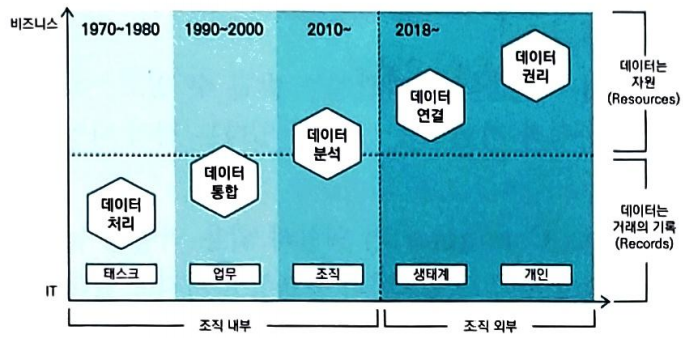 비즈니스
1970~1980
1990~2000
2010~
2018~
데이터
처리
데이터
통합
데이터
분석
데이터
연결
데이터
권리
데이터는
자원
(Resources)
데이터는
거래의 기록
(Records)
태스크
업무
조직
생태계
개인
IT
조직 내부
조직 외부